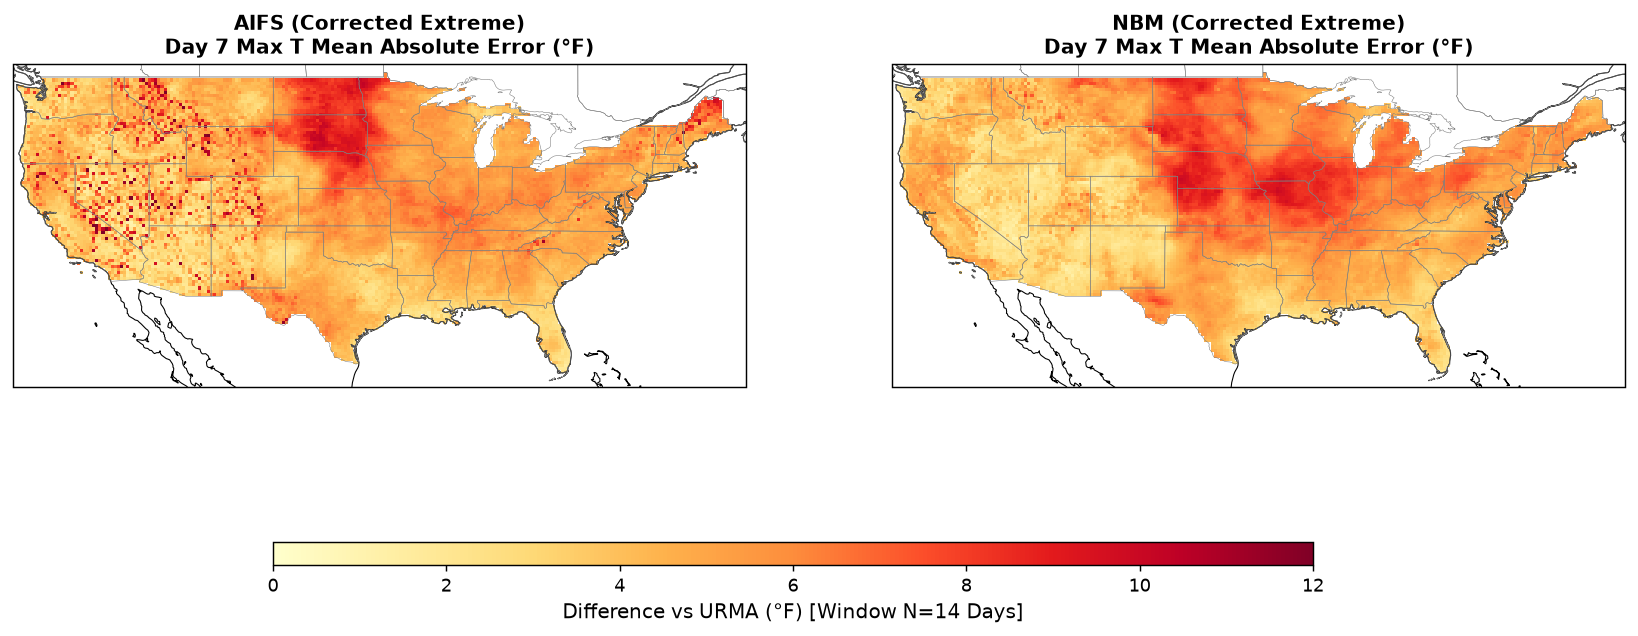 AIFS (Corrected Extreme)
Day 7 Max T Mean Absolute Error (°F)
NBM (Corrected Extreme)
Day 7 Max T Mean Absolute Error (°F)
0 2 4 6 8 10 12
Difference vs URMA (°F) [Window N=14 Days]